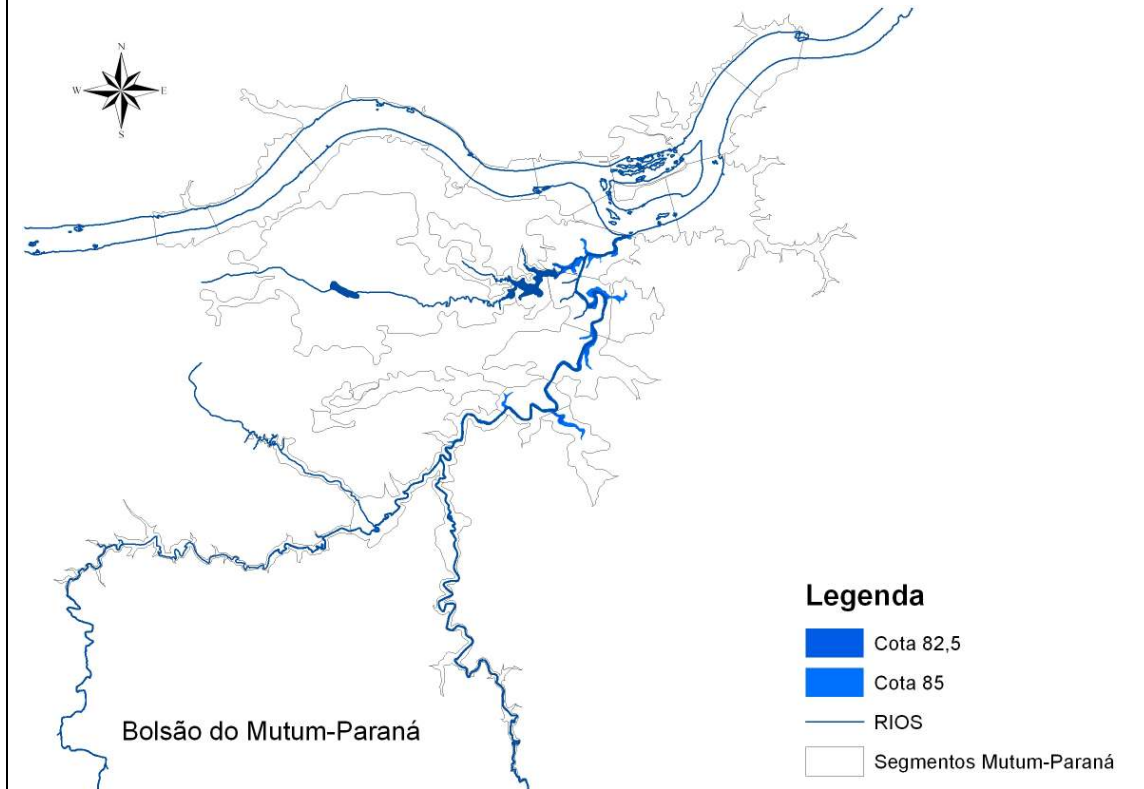 N
W E
S
Legenda
Cota 82,5
Cota 85
RIOS
Segmentos Mutum-Paraná
Bolsão do Mutum-Paraná